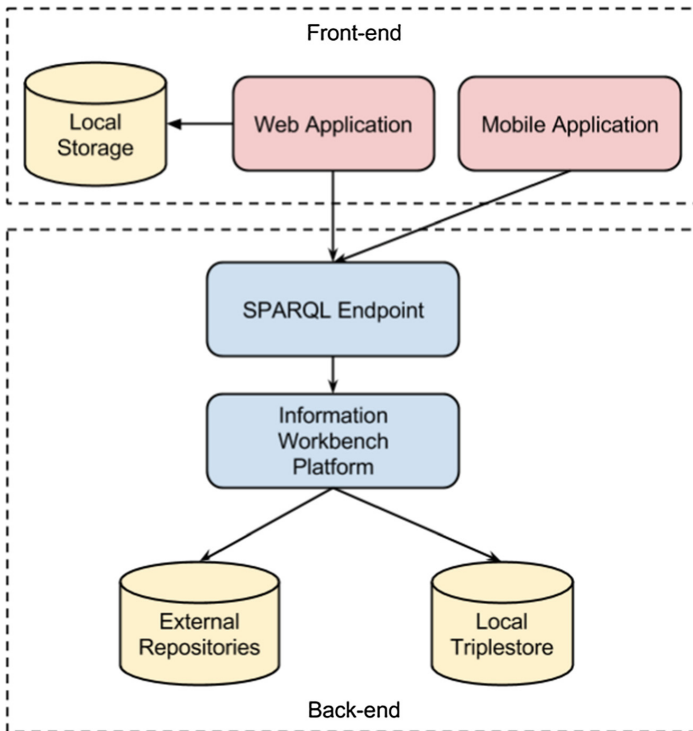 Front-end
Local
Storage
Web Application
Mobile Application
SPARQL Endpoint
Information
Workbench
Platform
External
Repositories
Local
Triplestore
Back-end